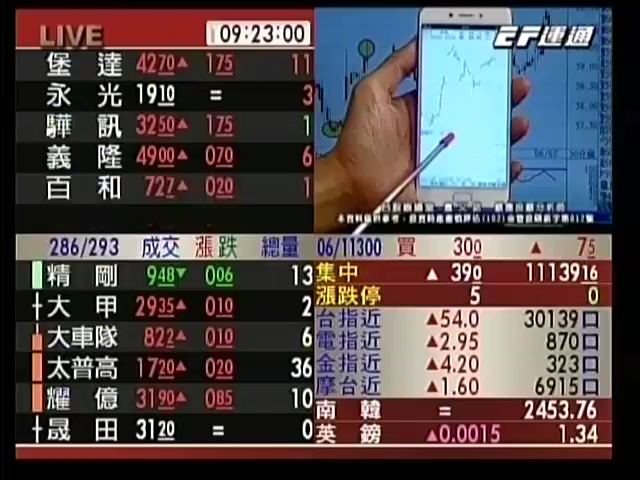 LIVE 09:23:00
堡達 4270▲ 175 11
永光 1910 = 3
驊訊 3250▲ 175 1
義隆 4900▲ 070 6
百和 727▲ 020 1
EF連通
286/293 成交 漲跌 總量
精剛 948▼ 006 13
大甲 2935▲ 010 2
大車隊 822▲ 010 6
太普高 1720▲ 020 36
耀億 3190▲ 085 10
晟田 3120 = 0
06/11300 買 300 ▲ 75
集中 ▲ 390 1113916
漲跌停 5 0
台指近 ▲54.0 30139口
電指近 ▲2.95 870口
金指近 ▲4.20 323口
摩台近 ▲1.60 6915口
南韓 = 2453.76
英鎊 ▲0.0015 1.34